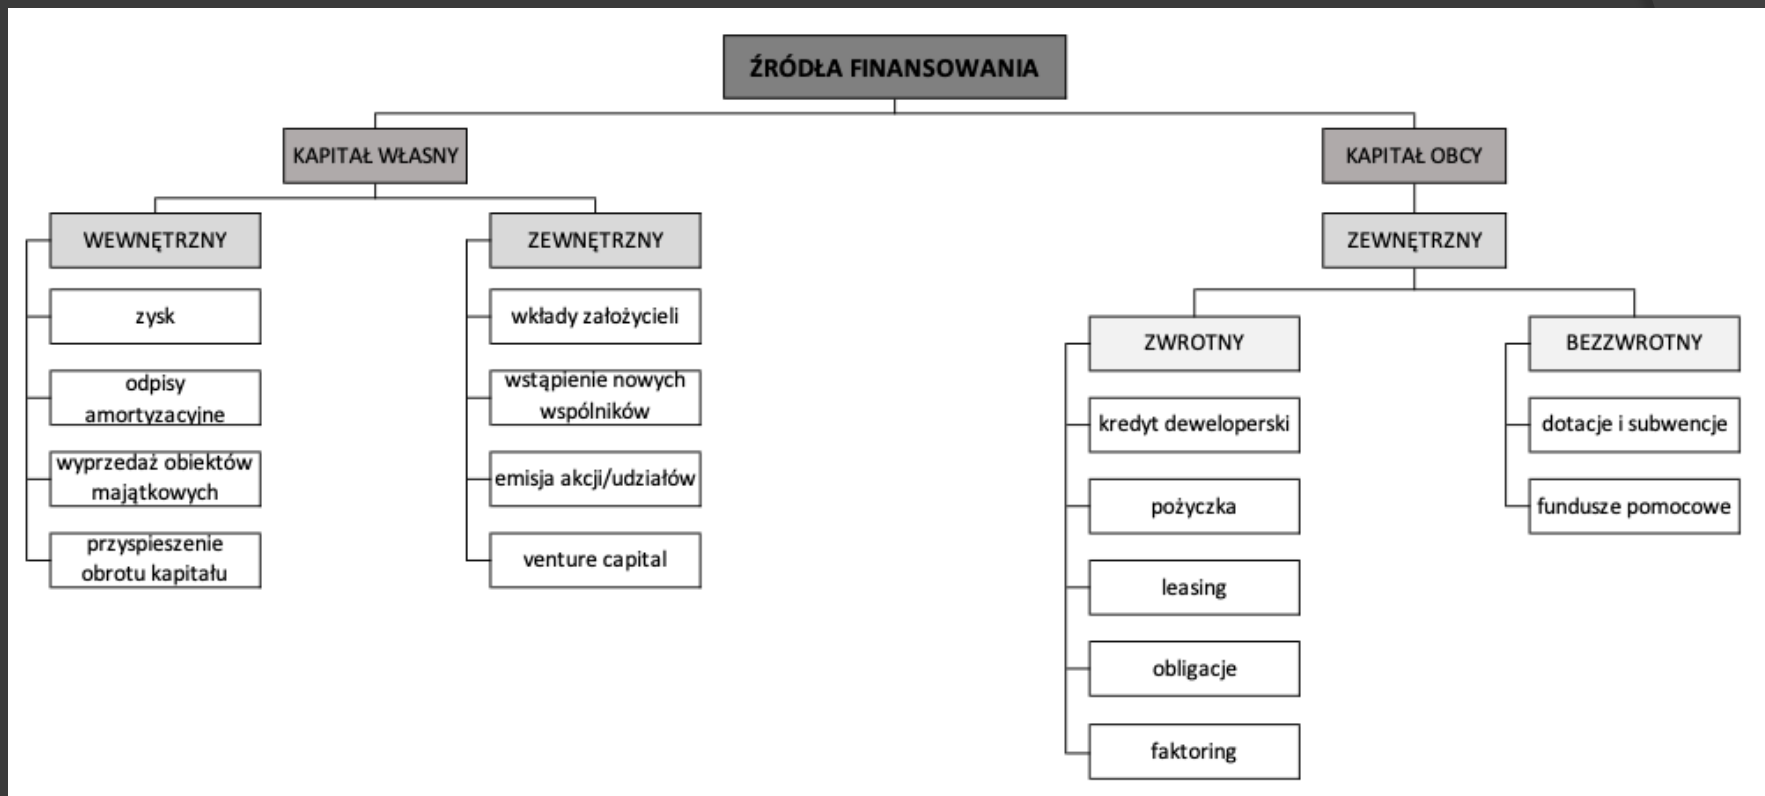 ŹRÓDŁA FINANSOWANIA
KAPITAŁ WŁASNY
KAPITAŁ OBCY
WEWNĘTRZNY
zysk
odpisy
amortyzacyjne
wyprzedaż obiektów
majątkowych
przyspieszenie
obrotu kapitału
ZEWNĘTRZNY
wkłady założycieli
wstąpienie nowych
wspólników
emisja akcji/udziałów
venture capital
ZEWNĘTRZNY
ZWROTNY
kredyt deweloperski
pożyczka
leasing
obligacje
faktoring
BEZZWROTNY
dotacje i subwencje
fundusze pomocowe